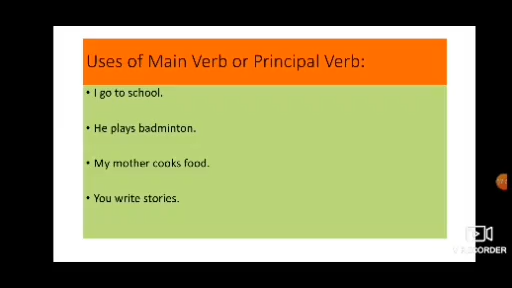 Uses of Main Verb or Principal Verb:
• I go to school.
• He plays badminton.
• My mother cooks food.
• You write stories.